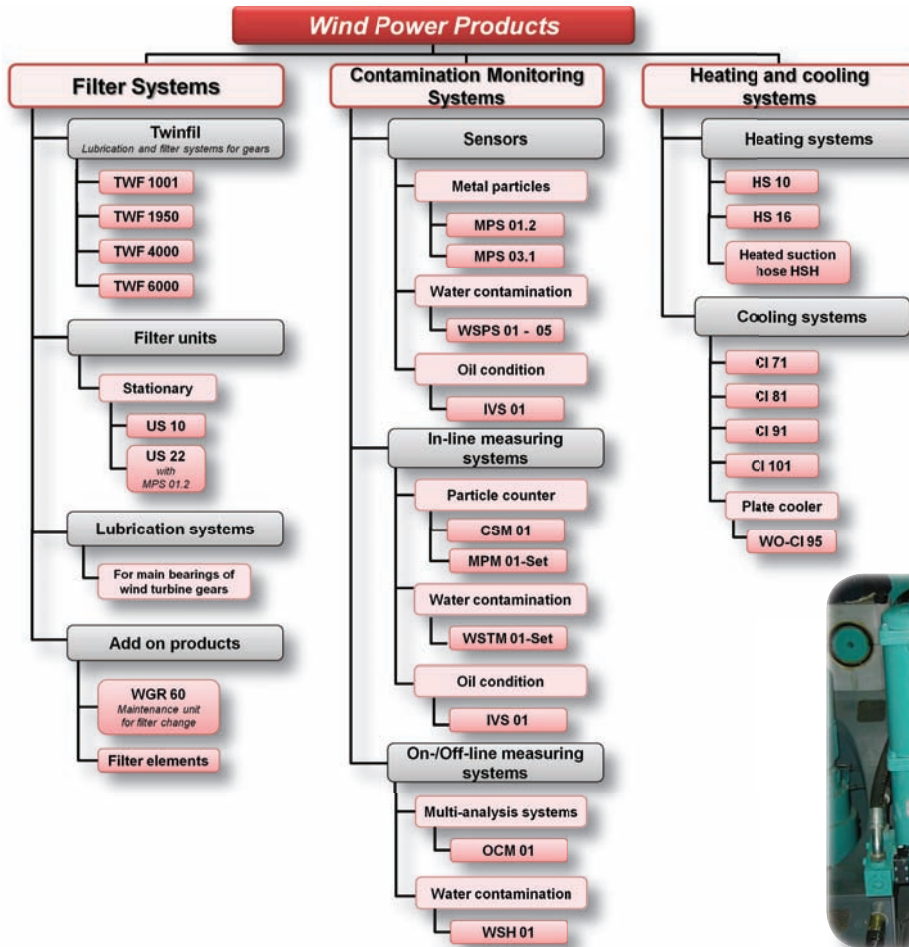 Wind Power Products
Filter Systems
Twinfil
Lubrication and filter systems for gears
TWF 1001
TWF 1950
TWF 4000
TWF 6000
Filter units
Stationary
US 10
US 22
with
MPS 01.2
Lubrication systems
For main bearings of
wind turbine gears
Add on products
WGR 60
Maintenance unit
for filter change
Filter elements
Contamination Monitoring
Systems
Sensors
Metal particles
MPS 01.2
MPS 03.1
Water contamination
WSPS 01 - 05
Oil condition
IVS 01
In-line measuring
systems
Particle counter
CSM 01
MPM 01-Set
Water contamination
WSTM 01-Set
Oil condition
IVS 01
On-/Off-line measuring
systems
Multi-analysis systems
OCM 01
Water contamination
WSH 01
Heating and cooling
systems
Heating systems
HS 10
HS 16
Heated suction
hose HSH
Cooling systems
CI 71
CI 81
CI 91
CI 101
Plate cooler
WO-CI 95